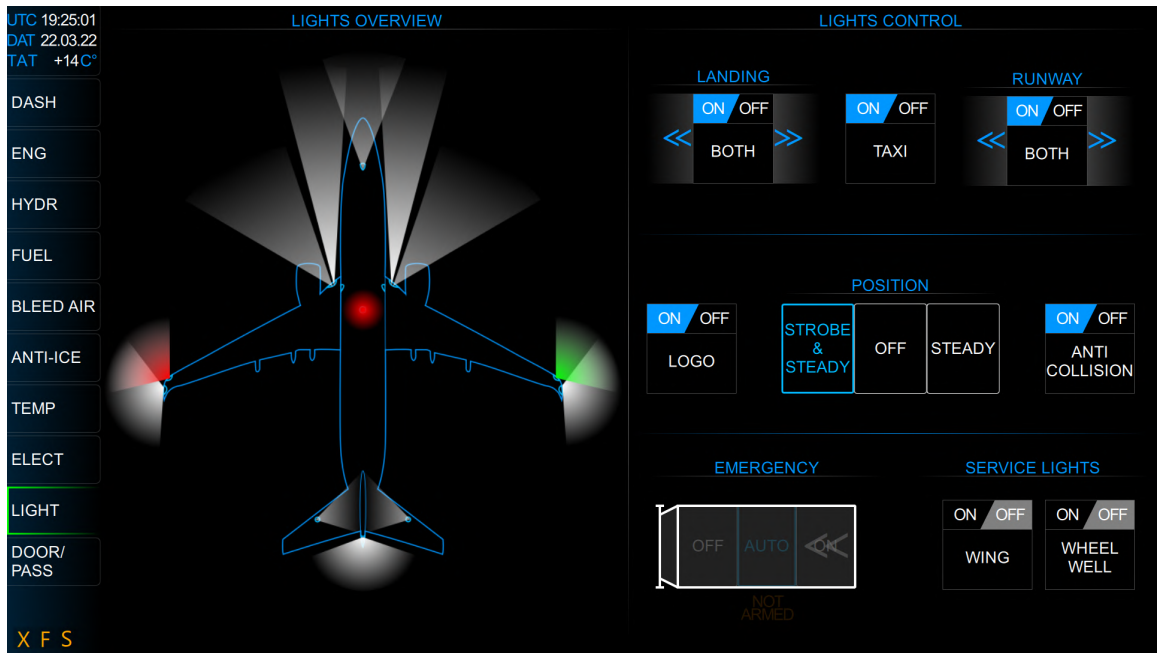 UTC 19:25:01
DAT 22.03.22
TAT +14C°
DASH
ENG
HYDR
FUEL
BLEED AIR
ANTI-ICE
TEMP
ELECT
LIGHT
DOOR/
PASS
X F S
LIGHTS OVERVIEW
LIGHTS CONTROL
LANDING
ON OFF
BOTH
ON OFF
TAXI
RUNWAY
ON OFF
BOTH
ON OFF
LOGO
POSITION
STROBE
&
STEADY
OFF
STEADY
ON OFF
ANTI
COLLISION
EMERGENCY
OFF
AUTO
ON
NOT
ARMED
SERVICE LIGHTS
ON OFF
WING
ON OFF
WHEEL
WELL